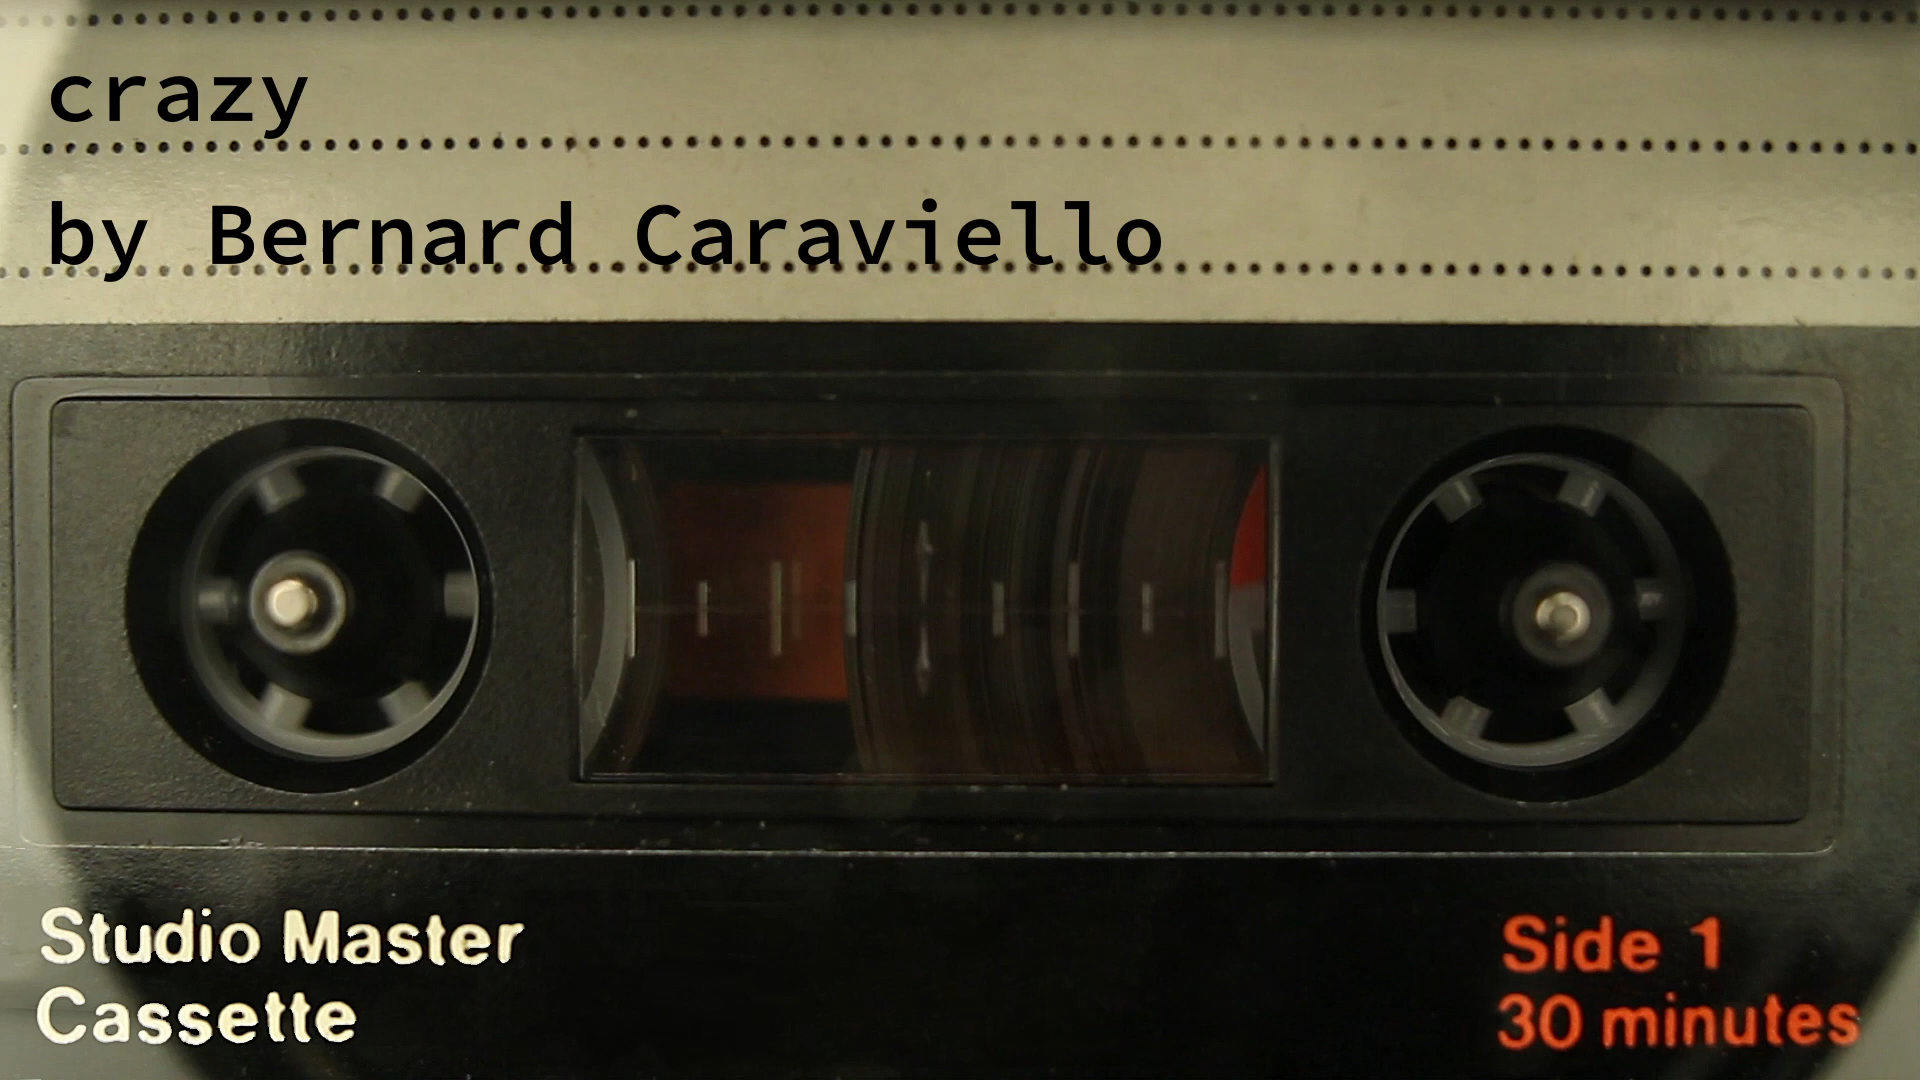 crazy
by Bernard Caraviello
Studio Master
Cassette
Side 1
30 minutes